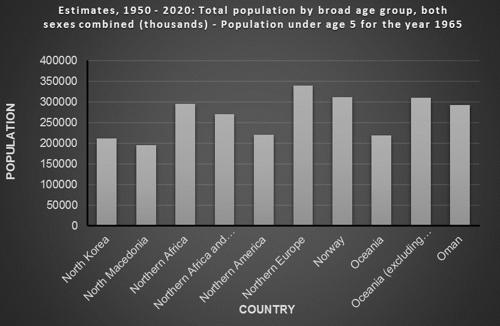 Estimates, 1950 - 2020: Total population by broad age group, both
sexes combined (thousands) - Population under age 5 for the year 1965
POPULATION
400000
350000
300000
250000
200000
150000
100000
50000
0
North Korea
North Macedonia
Northern Africa
Northern Africa and...
Northern America
Northern Europe
Norway
Oceania
Oceania (excluding...
Oman
COUNTRY